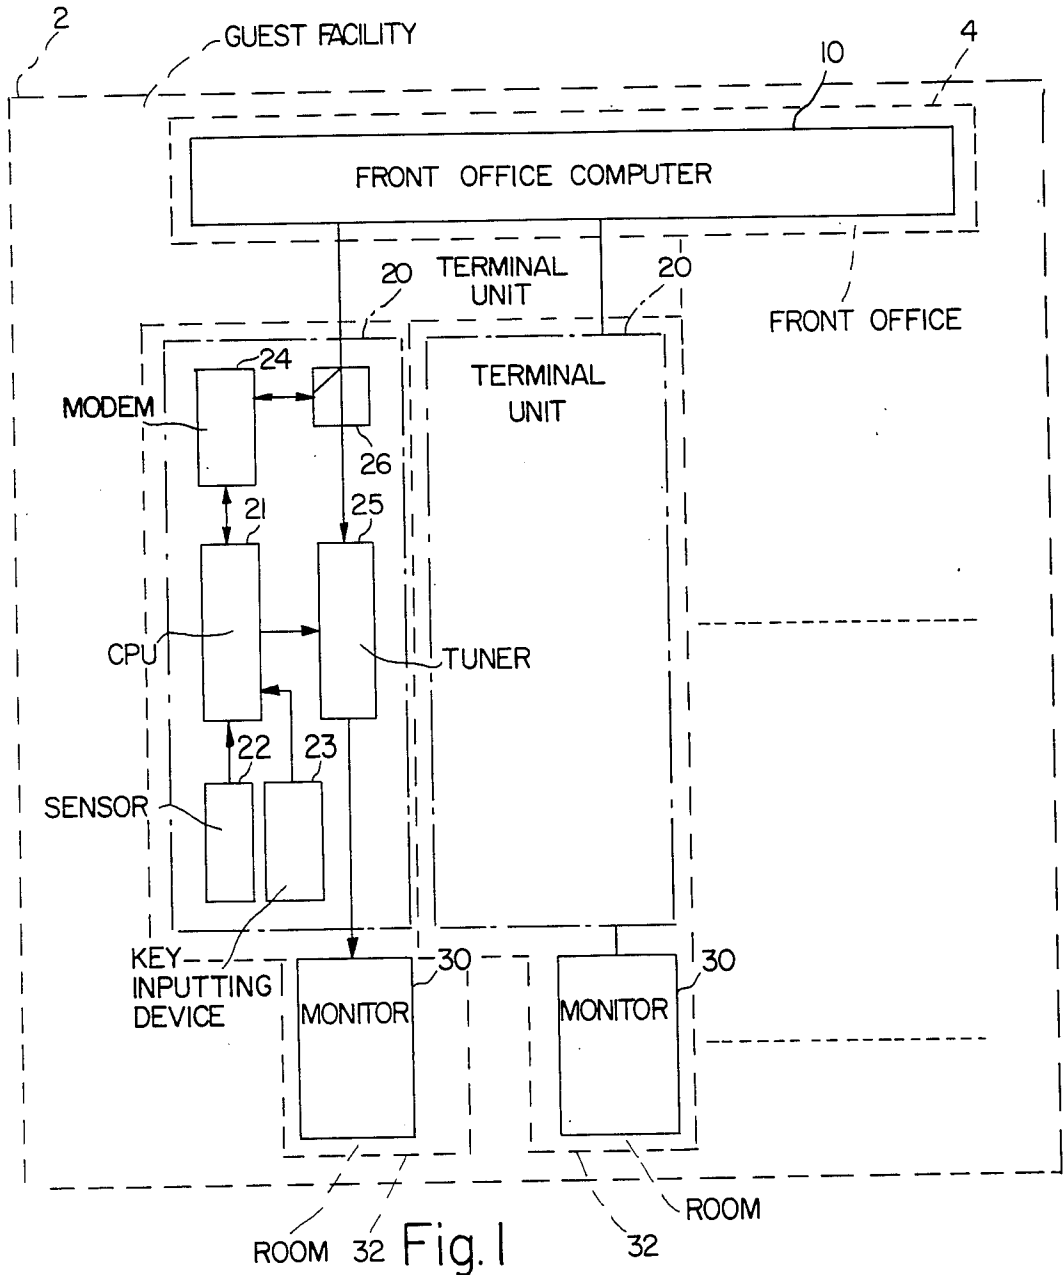 2
GUEST FACILITY
4
10
FRONT OFFICE COMPUTER
20
TERMINAL
UNIT
20
FRONT OFFICE
24
MODEM
26
TERMINAL
UNIT
21
25
CPU
TUNER
22
23
SENSOR
KEY
INPUTTING
DEVICE
30
MONITOR
30
MONITOR
ROOM
32
32
ROOM
Fig. 1